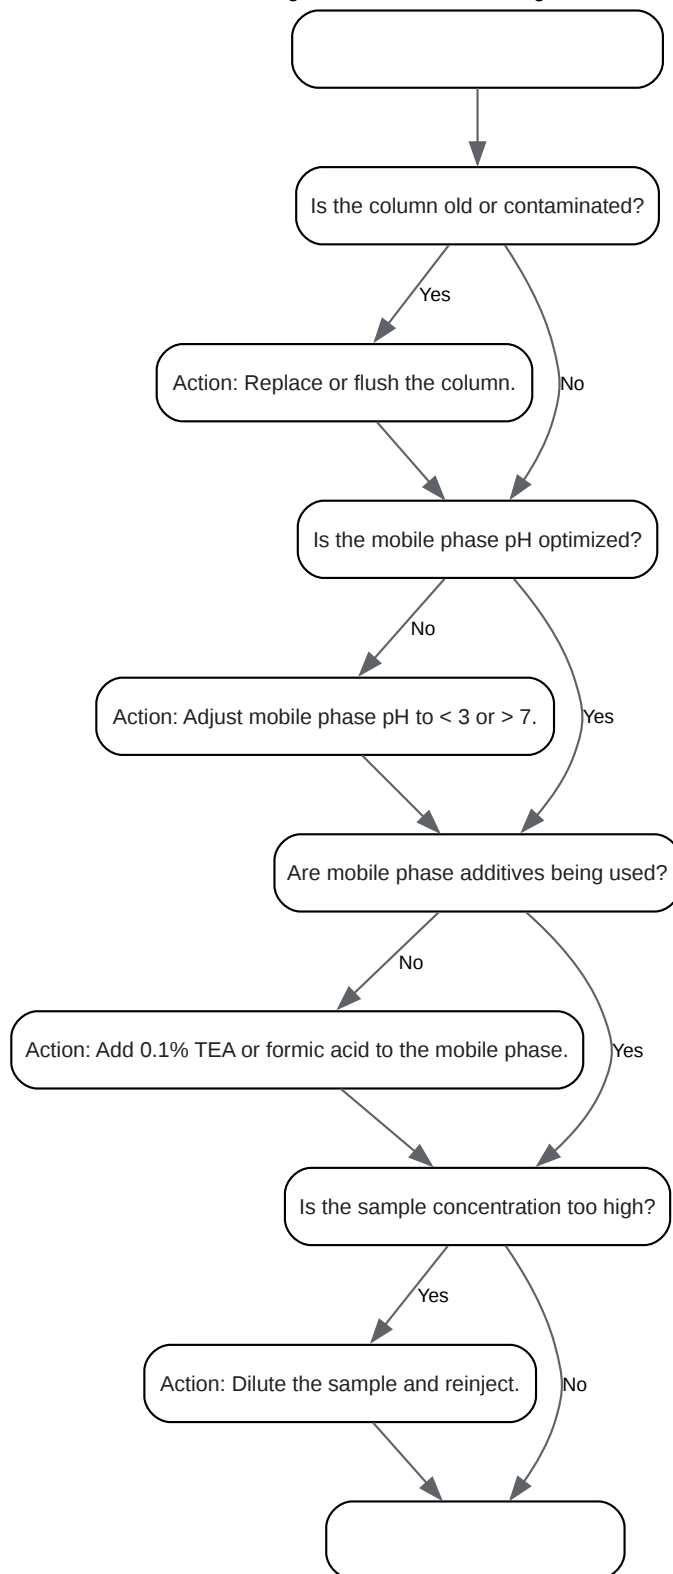 Is the column old or contaminated?
Yes
Action: Replace or flush the column.
No
Is the mobile phase pH optimized?
No
Action: Adjust mobile phase pH to < 3 or > 7.
Yes
Are mobile phase additives being used?
No
Action: Add 0.1% TEA or formic acid to the mobile phase.
Yes
Is the sample concentration too high?
Yes
Action: Dilute the sample and reinject.
No